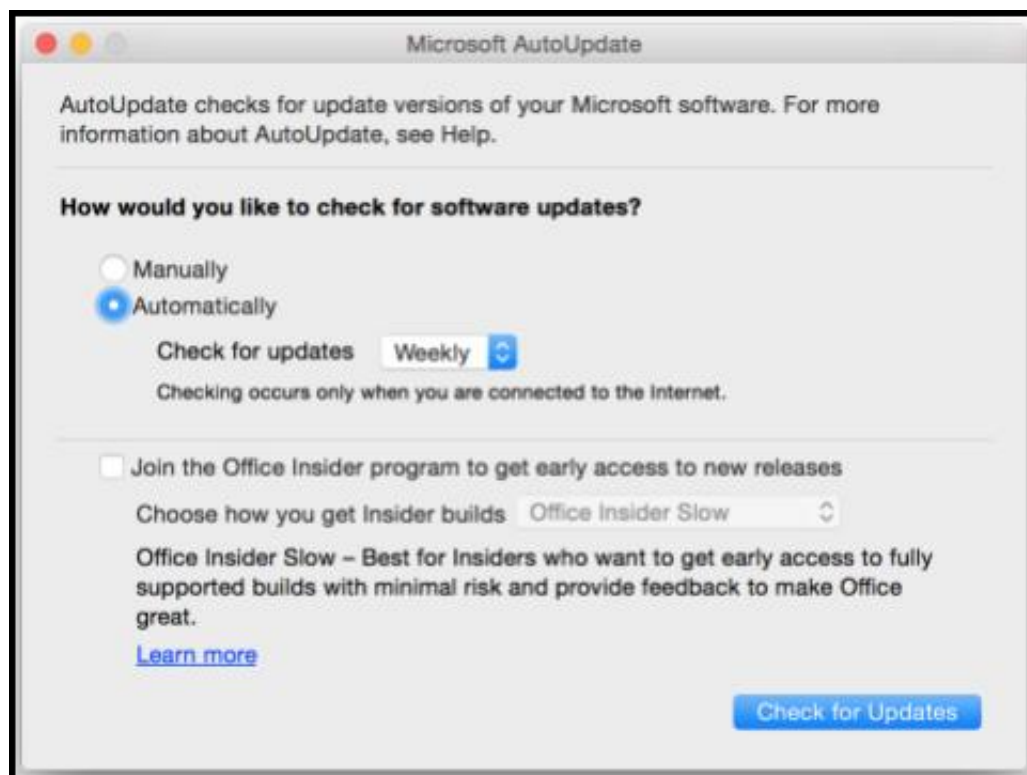 Microsoft AutoUpdate
AutoUpdate checks for update versions of your Microsoft software. For more
information about AutoUpdate, see Help.
How would you like to check for software updates?
Manually
Automatically
Check for updates Weekly
Checking occurs only when you are connected to the Internet.
Join the Office Insider program to get early access to new releases
Choose how you get Insider builds Office Insider Slow
Office Insider Slow – Best for Insiders who want to get early access to fully
supported builds with minimal risk and provide feedback to make Office
great.
Learn more
Check for Updates